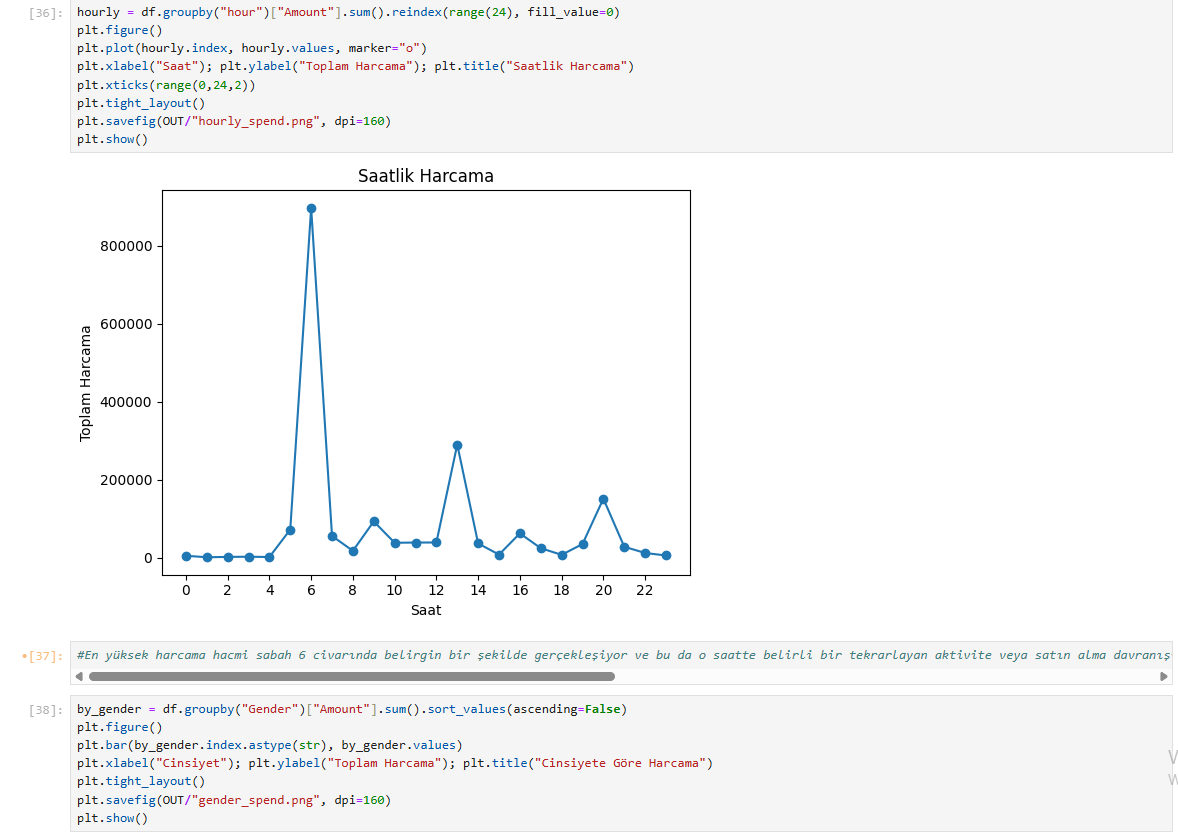 [36]: hourly = df.groupby("hour")["Amount"].sum().reindex(range(24), fill_value=0)
plt.figure()
plt.plot(hourly.index, hourly.values, marker="o")
plt.xlabel("Saat"); plt.ylabel("Toplam Harcama"); plt.title("Saatlik Harcama")
plt.xticks(range(0,24,2))
plt.tight_layout()
plt.savefig(OUT/"hourly_spend.png", dpi=160)
plt.show()
Saatlik Harcama
Toplam Harcama
800000
600000
400000
200000
0
0 2 4 6 8 10 12 14 16 18 20 22
Saat
•[37]: #En yüksek harcama hacmi sabah 6 civarında belirgin bir şekilde gerçekleşiyor ve bu da o saatte belirli bir tekrarlayan aktivite veya satın alma davranış
[38]: by_gender = df.groupby("Gender")["Amount"].sum().sort_values(ascending=False)
plt.figure()
plt.bar(by_gender.index.astype(str), by_gender.values)
plt.xlabel("Cinsiyet"); plt.ylabel("Toplam Harcama"); plt.title("Cinsiyete Göre Harcama")
plt.tight_layout()
plt.savefig(OUT/"gender_spend.png", dpi=160)
plt.show()